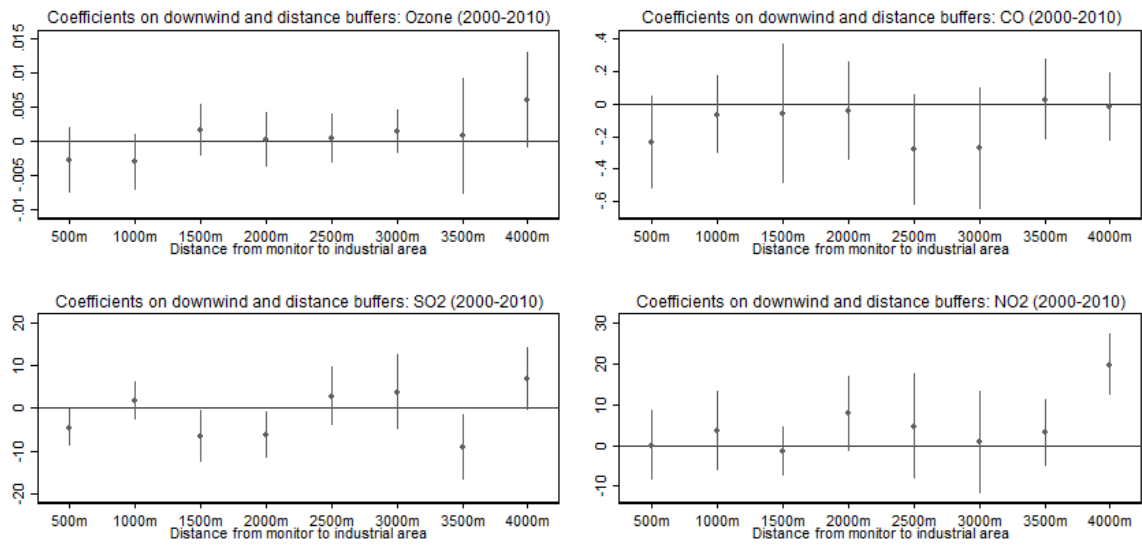 Coefficients on downwind and distance buffers: Ozone (2000-2010)
.015
.01
.005
0
-.005
-.01
500m 1000m 1500m 2000m 2500m 3000m 3500m 4000m
Distance from monitor to industrial area
Coefficients on downwind and distance buffers: CO (2000-2010)
.4
.2
0
-.2
-.4
-.6
500m 1000m 1500m 2000m 2500m 3000m 3500m 4000m
Distance from monitor to industrial area
Coefficients on downwind and distance buffers: SO2 (2000-2010)
20
10
0
-10
-20
500m 1000m 1500m 2000m 2500m 3000m 3500m 4000m
Distance from monitor to industrial area
Coefficients on downwind and distance buffers: NO2 (2000-2010)
30
20
10
0
-10
500m 1000m 1500m 2000m 2500m 3000m 3500m 4000m
Distance from monitor to industrial area